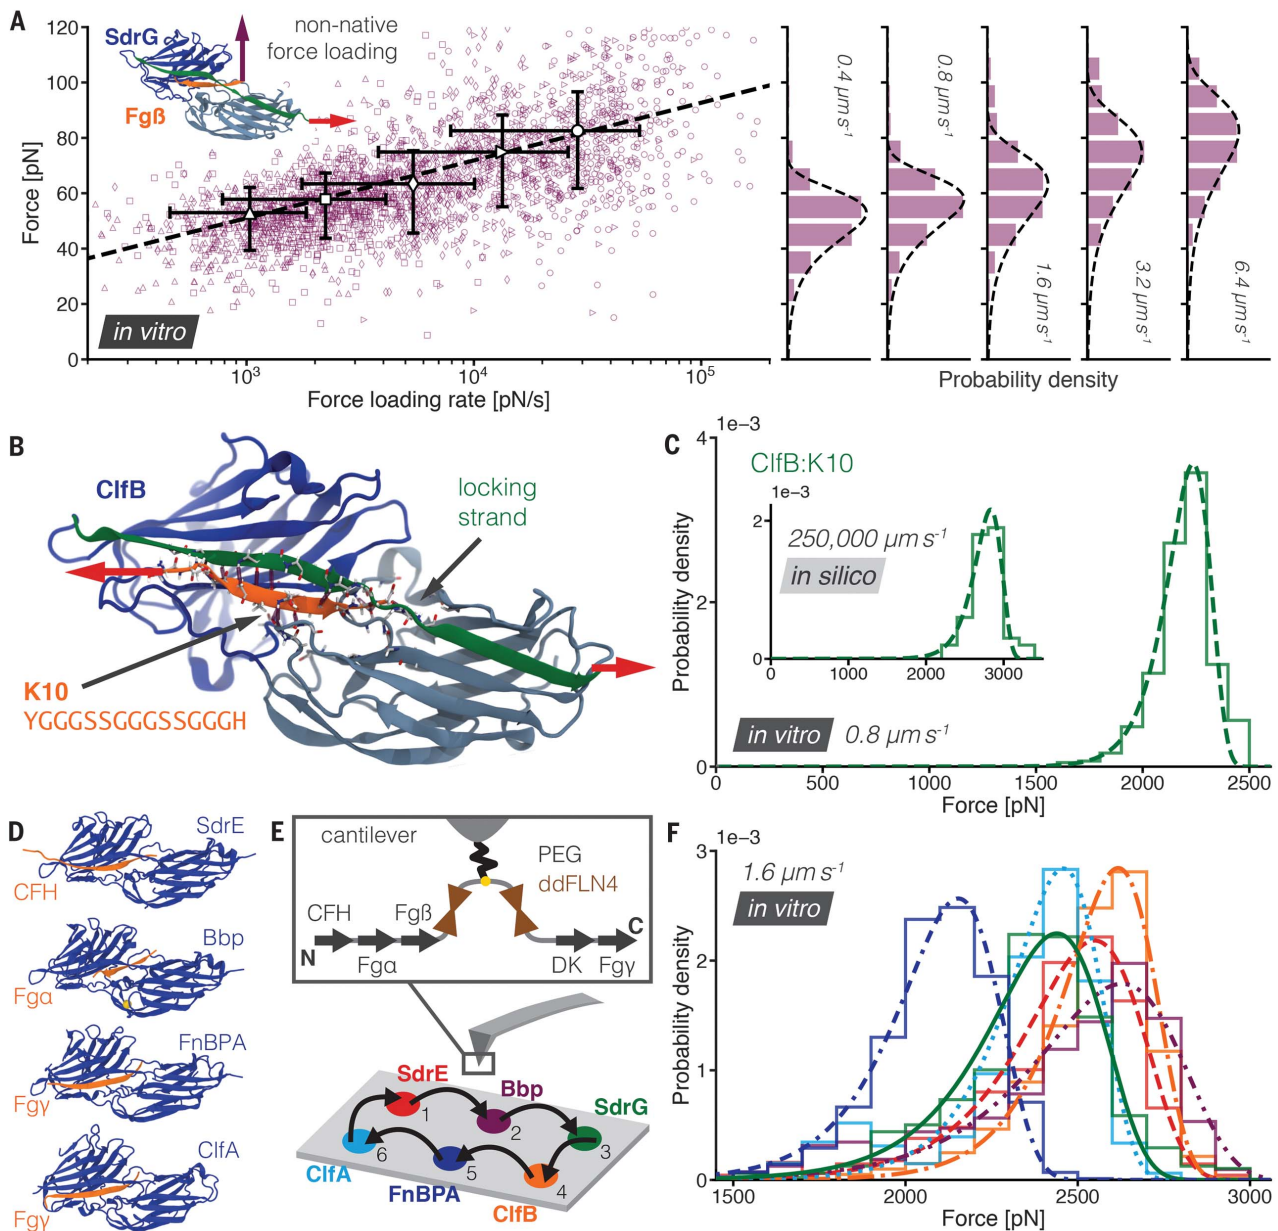 A
120
100
80
60
40
20
0
Force [pN]
SdrG
Fgß
non-native
force loading
in vitro
10³
10⁴
10⁵
Force loading rate [pN/s]
0.4 µm s⁻¹
0.8 µm s⁻¹
1.6 µm s⁻¹
3.2 µm s⁻¹
6.4 µm s⁻¹
Probability density
B
ClfB
locking
strand
K10
YGGGSSGGGSSGGGH
C
1e−3
4
2
0
Probability density
ClfB:K10
1e−3
2
0
250,000 µm s⁻¹
in silico
0 1000 2000 3000
in vitro 0.8 µm s⁻¹
0 500 1000 1500 2000 2500
Force [pN]
D
SdrE
CFH
Bbp
Fgα
FnBPA
Fgγ
ClfA
Fgγ
E
cantilever
PEG
ddFLN4
CFH
Fgß
N
Fgα
C
DK
Fgγ
SdrE
1
Bbp
2
SdrG
3
ClfB
4
FnBPA
5
ClfA
6
F
1e−3
3
2
1
0
Probability density
1.6 µm s⁻¹
in vitro
1500 2000 2500 3000
Force [pN]